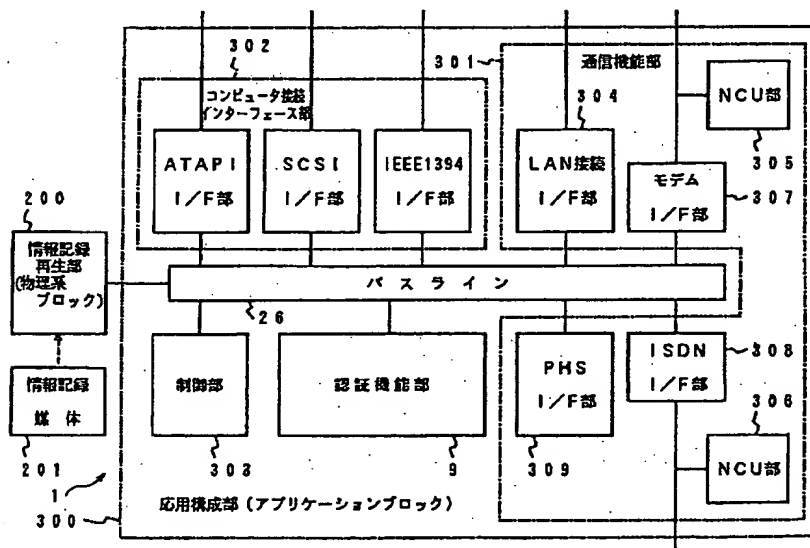 302
コンピュータ接続
インターフェース部
301
通信機能部
304
NCU部
305
ATAPI
I/F部
SCSI
I/F部
IEEE1394
I/F部
LAN接続
I/F部
モデム
I/F部
307
200
情報記録
再生部
(物理系
ブロック)
バスライン
26
制御部
303
認証機能部
9
PHS
I/F部
309
ISDN
I/F部
308
306
NCU部
情報記録
媒体
201
1
300
応用構成部(アプリケーションブロック)